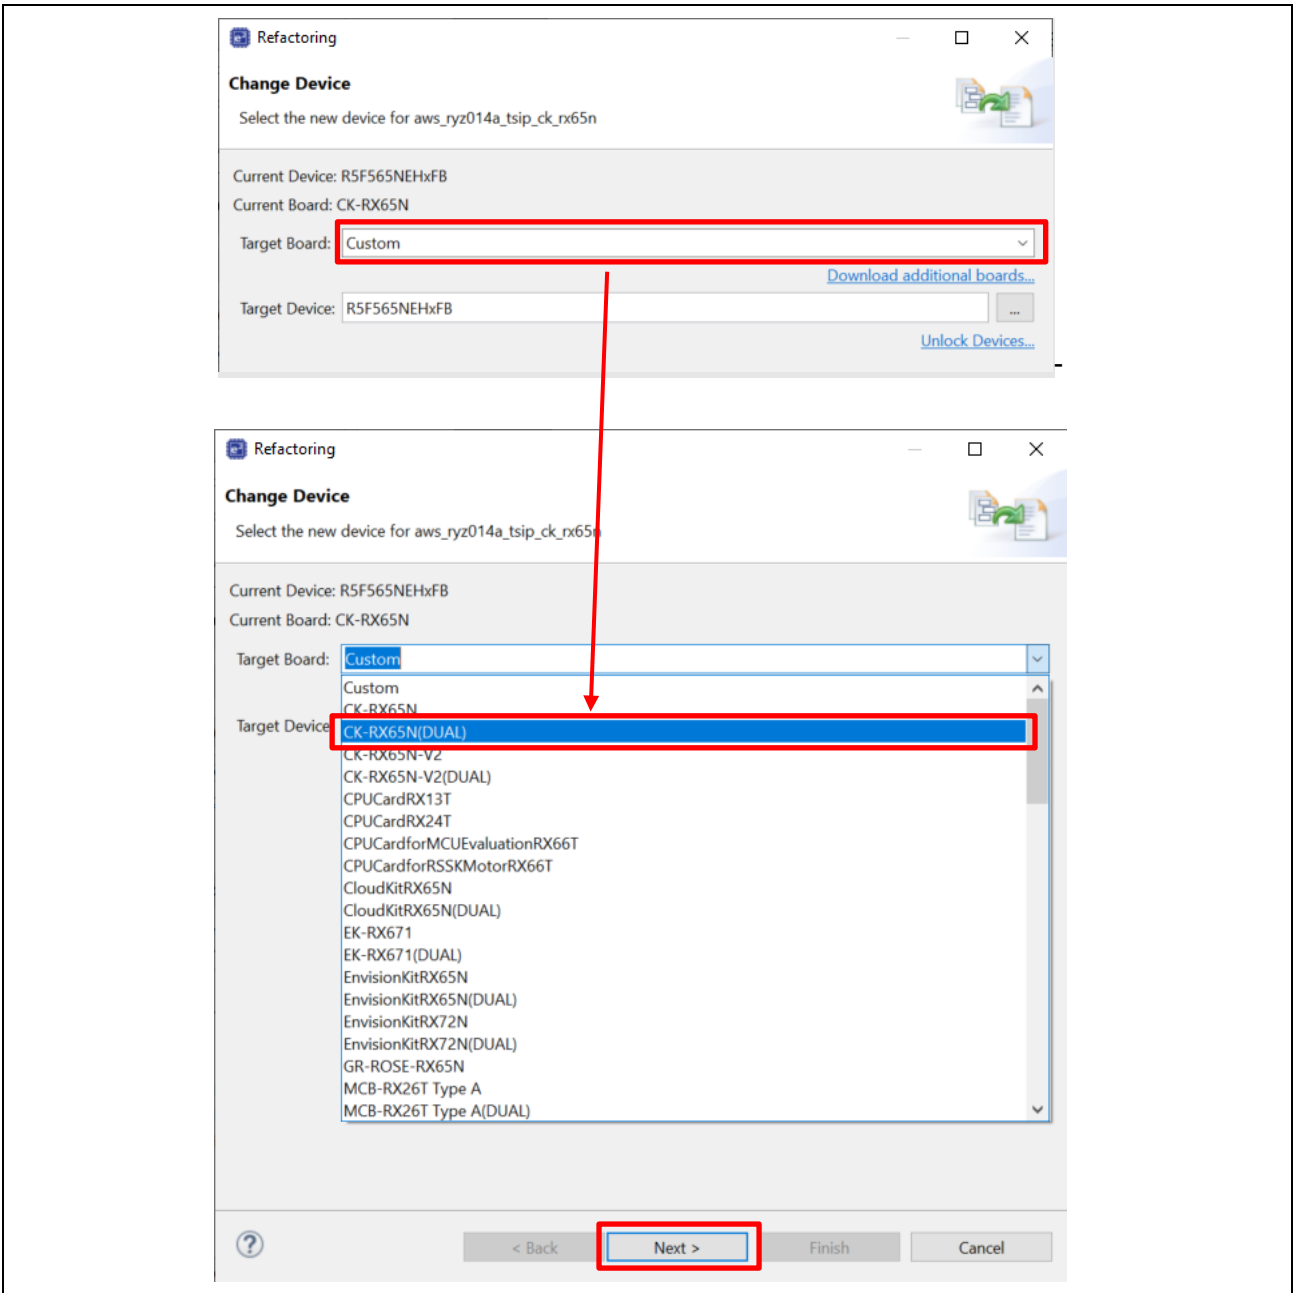 Refactoring
Change Device
Select the new device for aws_ryz014a_tsip_ck_rx65n
Current Device: R5F565NEHxFB
Current Board: CK-RX65N
Target Board: Custom
Download additional boards...
Target Device: R5F565NEHxFB ...
Unlock Devices...
Refactoring
Change Device
Select the new device for aws_ryz014a_tsip_ck_rx65n
Current Device: R5F565NEHxFB
Current Board: CK-RX65N
Target Board: Custom
Custom
CK-RX65N
Target Device CK-RX65N(DUAL)
CK-RX65N-V2
CK-RX65N-V2(DUAL)
CPUCardRX13T
CPUCardRX24T
CPUCardforMCUEvaluationRX66T
CPUCardforRSSKMotorRX66T
CloudKitRX65N
CloudKitRX65N(DUAL)
EK-RX671
EK-RX671(DUAL)
EnvisionKitRX65N
EnvisionKitRX65N(DUAL)
EnvisionKitRX72N
EnvisionKitRX72N(DUAL)
GR-ROSE-RX65N
MCB-RX26T Type A
MCB-RX26T Type A(DUAL)
? < Back Next > Finish Cancel